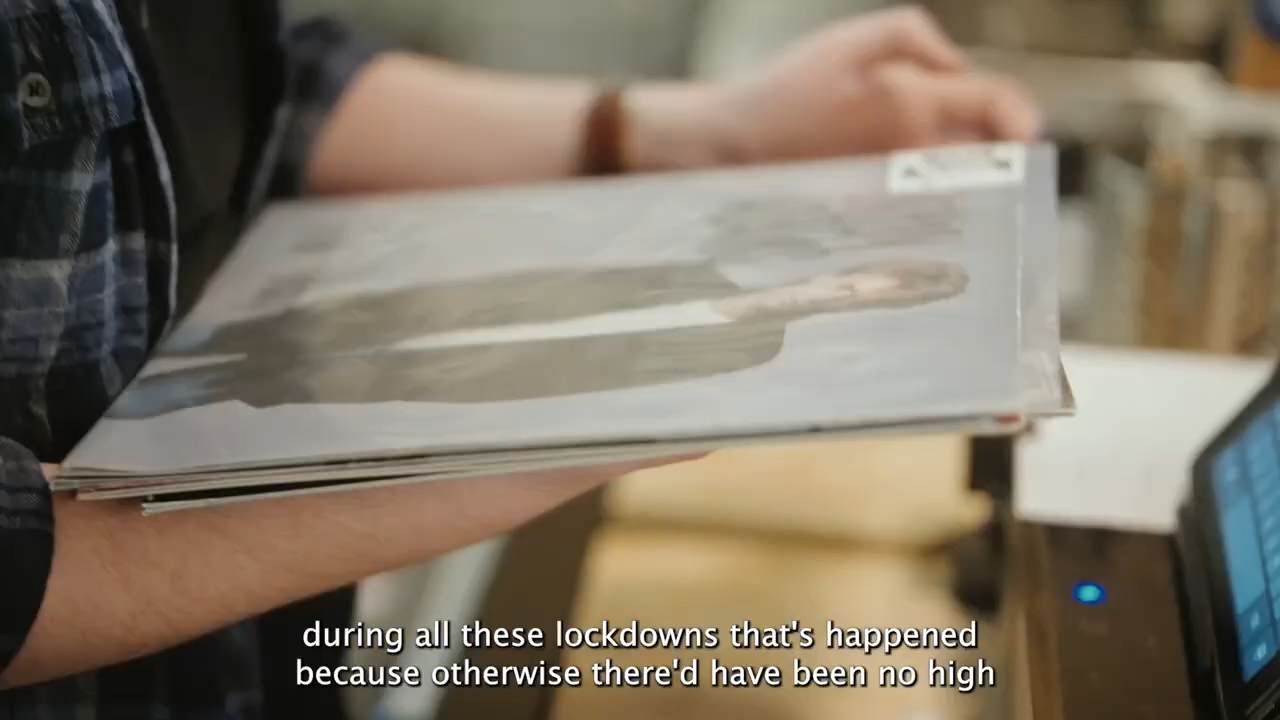 during all these lockdowns that's happened
because otherwise there'd have been no high